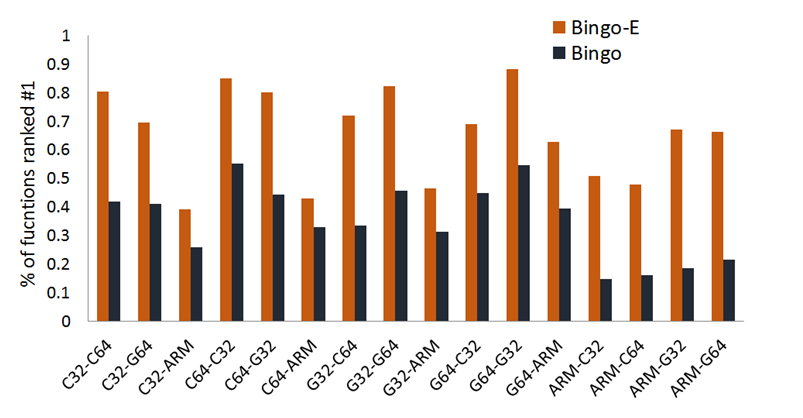 Bingo-E
Bingo
% of fucntions ranked #1
1
0.9
0.8
0.7
0.6
0.5
0.4
0.3
0.2
0.1
0
C32-C64
C32-G64
C32-ARM
C64-C32
C64-G32
C64-ARM
G32-C64
G32-G64
G32-ARM
G64-C32
G64-G32
G64-ARM
ARM-C32
ARM-C64
ARM-G32
ARM-G64